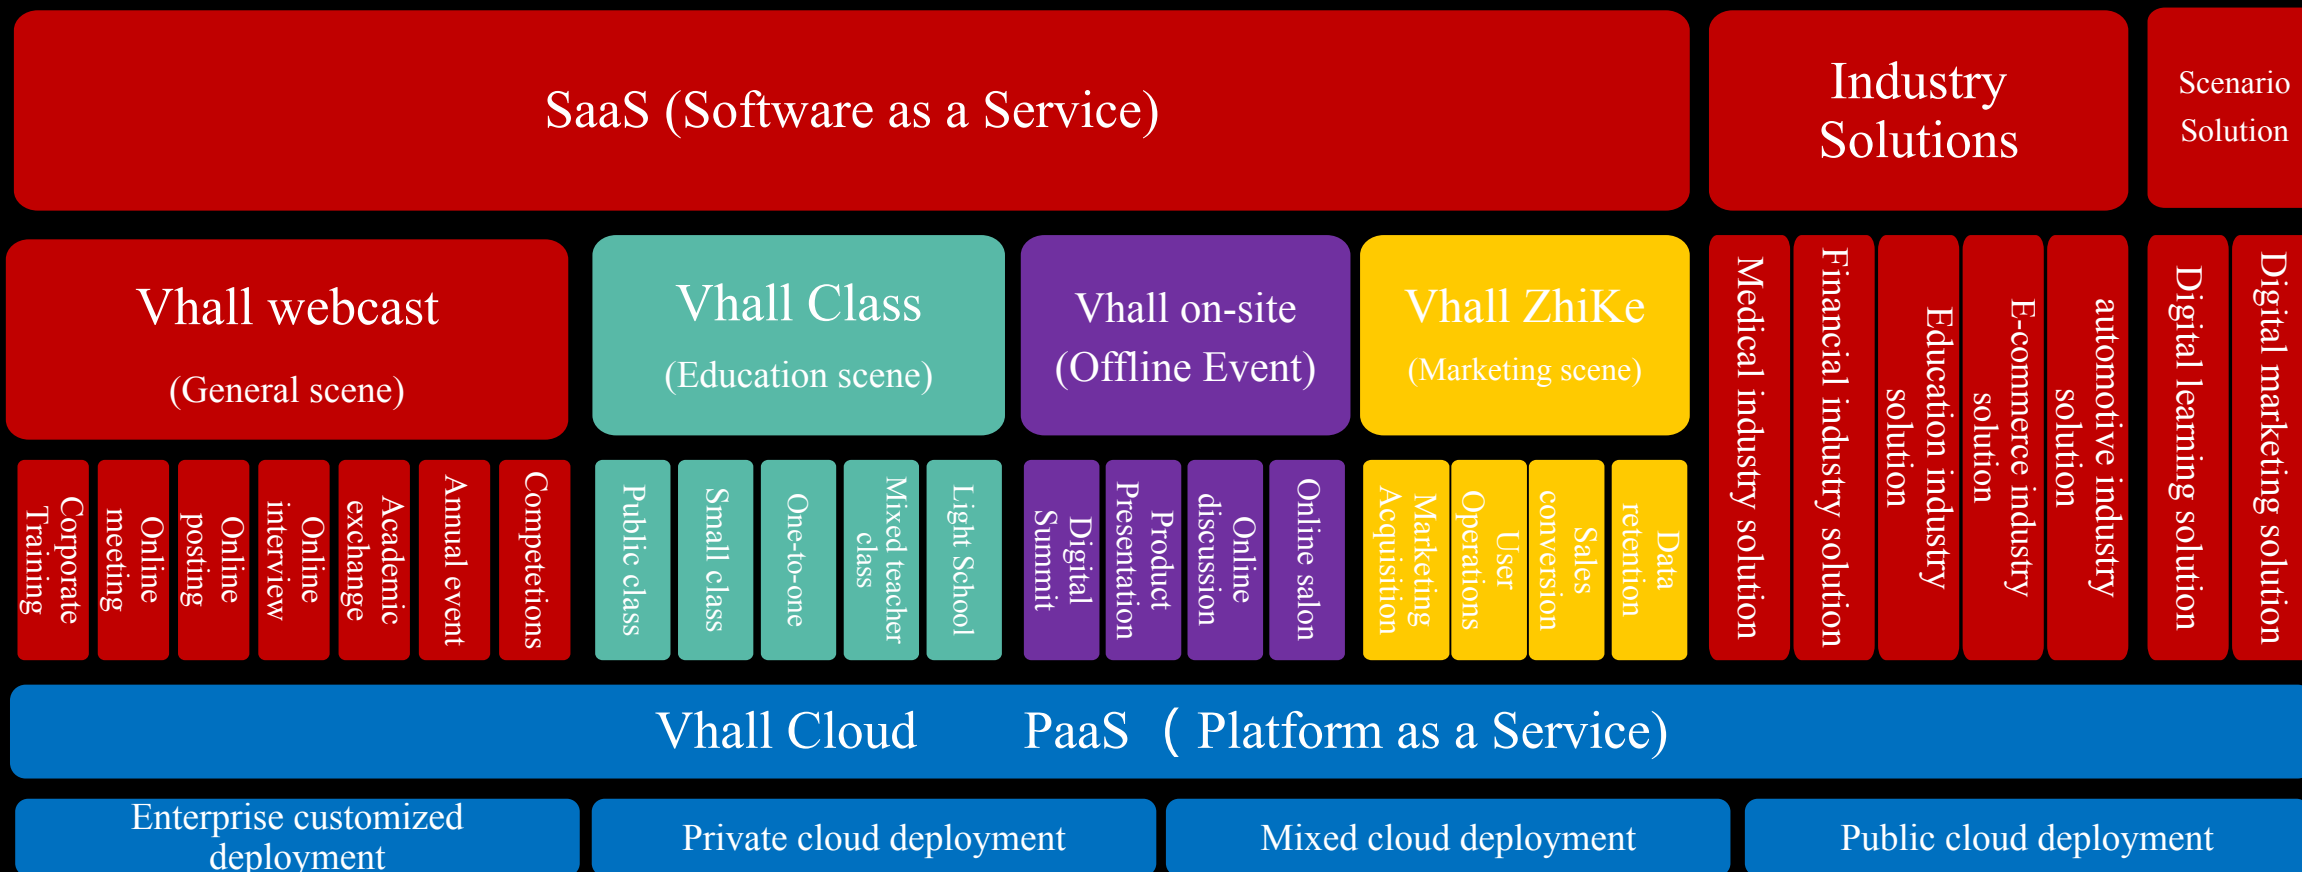 SaaS (Software as a Service)
Industry
Solutions
Scenario
Solution
Vhall webcast
(General scene)
Vhall Class
(Education scene)
Vhall on-site
(Offline Event)
Vhall ZhiKe
(Marketing scene)
Corporate
Training
Online
meeting
Online
posting
Online
interview
Academic
exchange
Annual event
Competetions
Public class
Small class
One-to-one
Mixed teacher
class
Light School
Digital
Summit
Product
Presentation
Online
discussion
Online salon
Marketing
Acquisition
User
Operations
Sales
conversion
Data
retention
Medical industry solution
Financial industry solution
Education industry
solution
E-commerce industry
solution
automotive industry
solution
Digital learning solution
Digital marketing solution
Vhall Cloud PaaS ( Platform as a Service)
Enterprise customized
deployment
Private cloud deployment
Mixed cloud deployment
Public cloud deployment